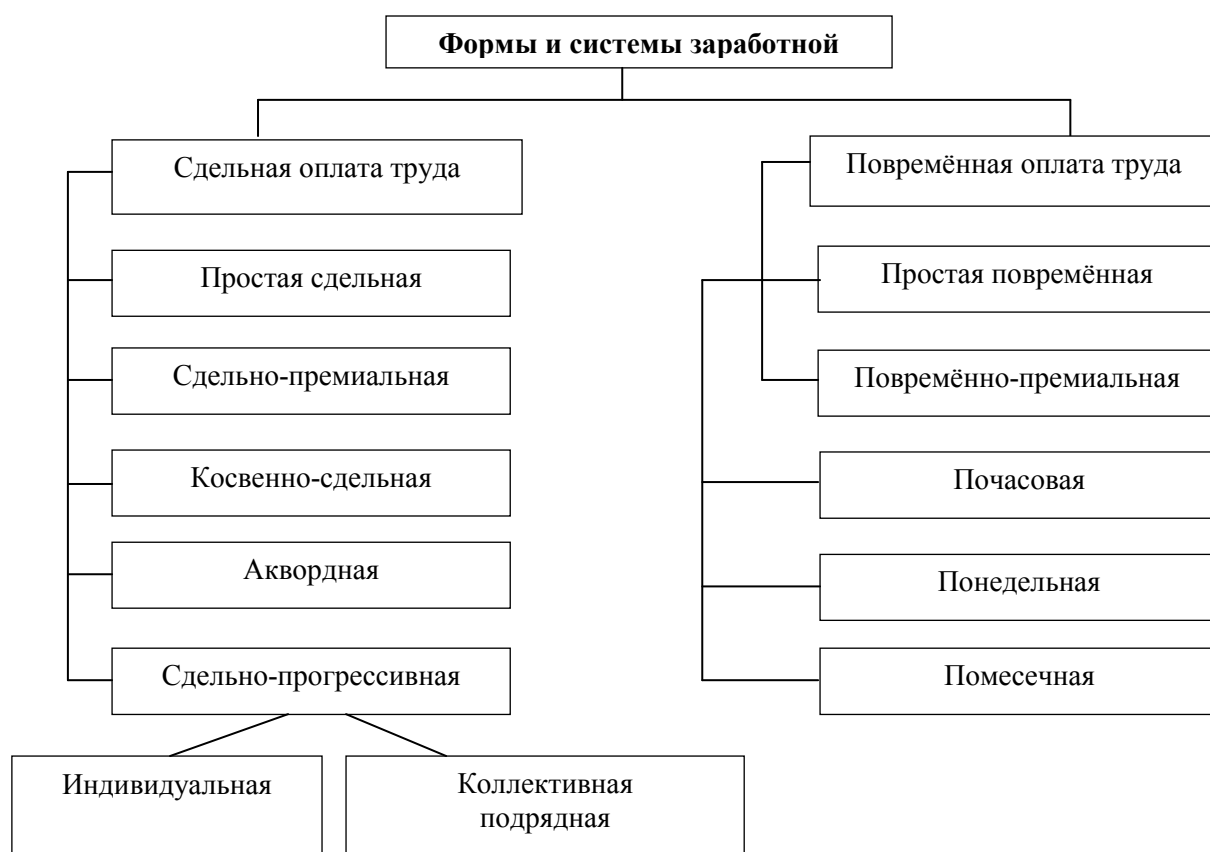 Формы и системы заработной
Сдельная оплата труда
Простая сдельная
Сдельно-премиальная
Косвенно-сдельная
Аквордная
Сдельно-прогрессивная
Индивидуальная
Коллективная
подрядная
Повремённая оплата труда
Простая повремённая
Повремённо-премиальная
Почасовая
Понедельная
Помесечная